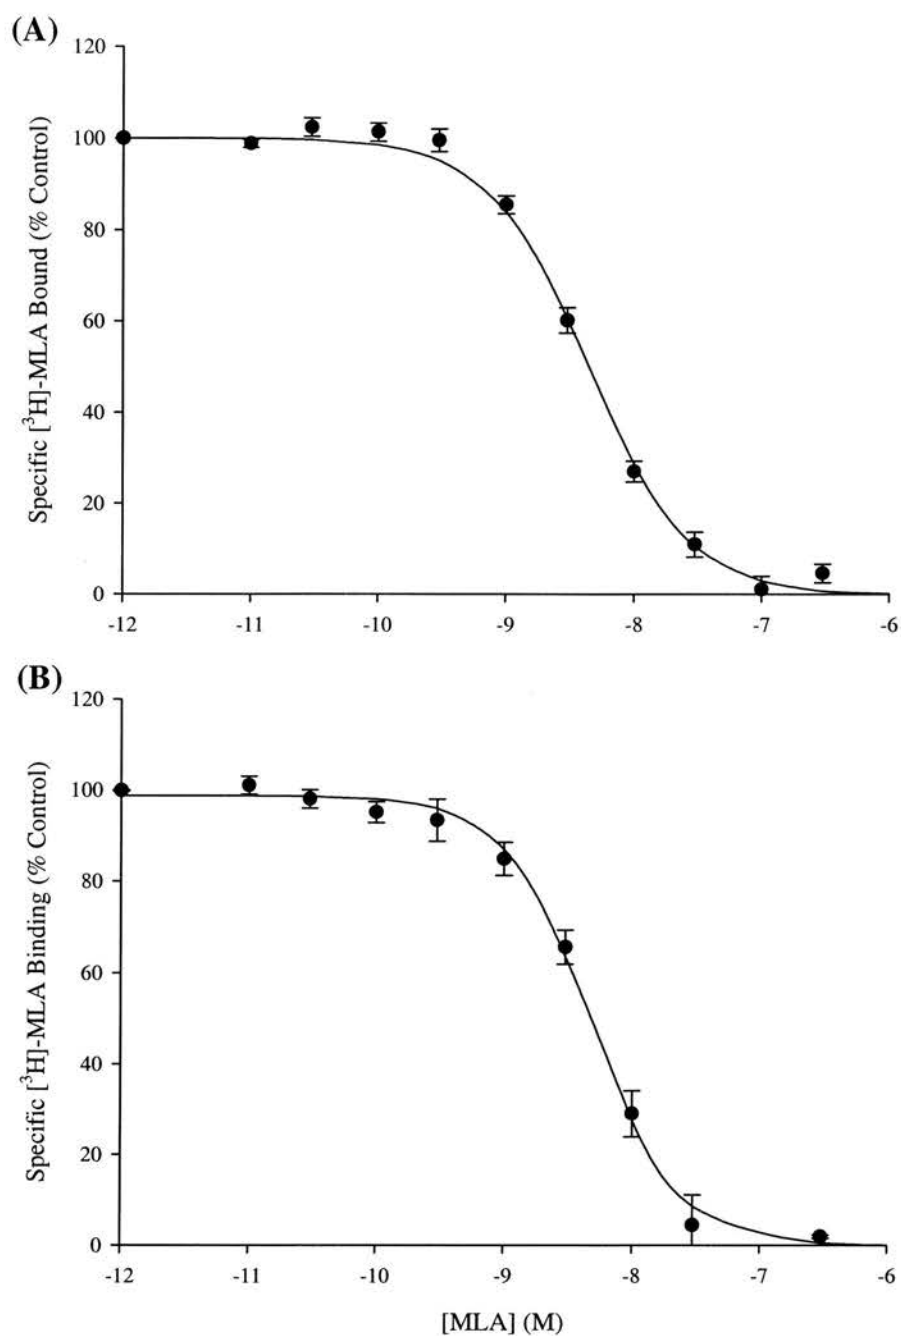 (A)
Specific [³H]-MLA Bound (% Control)
120
100
80
60
40
20
0
-12 -11 -10 -9 -8 -7 -6
(B)
Specific [³H]-MLA Binding (% Control)
120
100
80
60
40
20
0
-12 -11 -10 -9 -8 -7 -6
[MLA] (M)